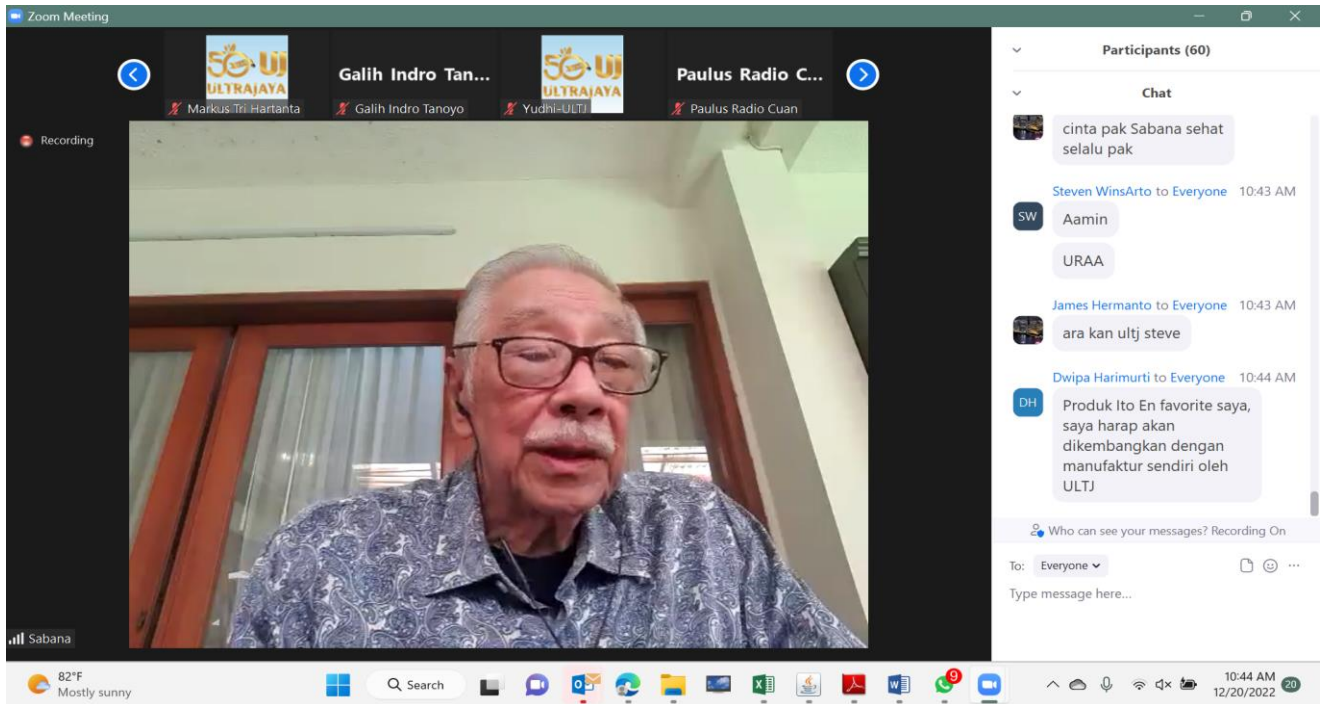 Zoom Meeting
50 UJ
ULTRAJAYA
Markus Tri Hartanta
Galih Indro Tan...
Galih Indro Tanoyo
50 UJ
ULTRAJAYA
Yudhi-ULTJ
Paulus Radio C...
Paulus Radio Cuan
Recording
Sabana
Participants (60)
Chat
cinta pak Sabana sehat
selalu pak
Steven WinsArto to Everyone 10:43 AM
SW
Aamin
URAA
James Hermanto to Everyone 10:43 AM
ara kan ultj steve
Dwipa Harimurti to Everyone 10:44 AM
DH
Produk Ito En favorite saya,
saya harap akan
dikembangkan dengan
manufaktur sendiri oleh
ULTJ
Who can see your messages? Recording On
To: Everyone
Type message here...
82°F
Mostly sunny
Search
9
10:44 AM
12/20/2022
20